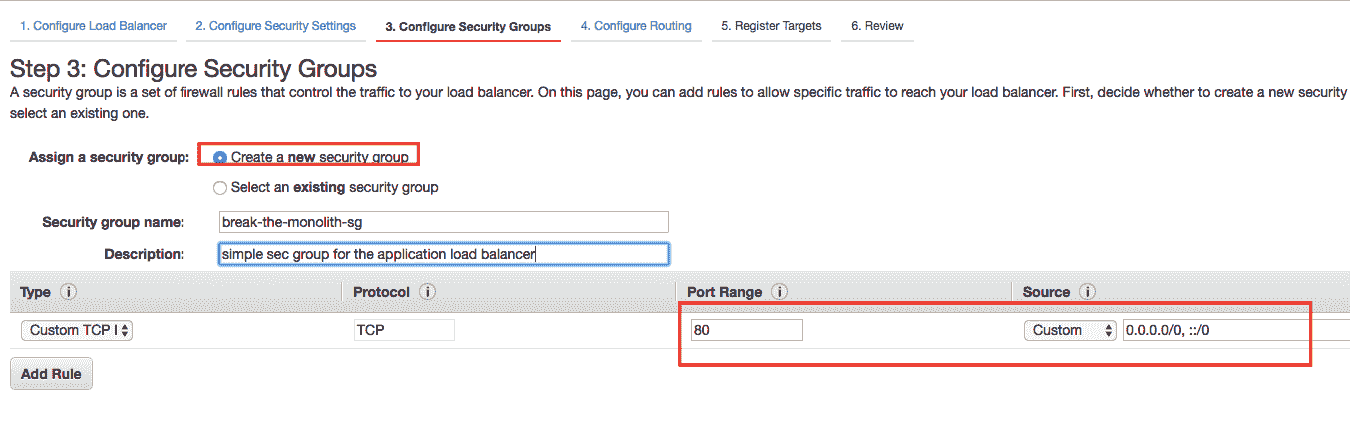 1. Configure Load Balancer 2. Configure Security Settings 3. Configure Security Groups 4. Configure Routing 5. Register Targets 6. Review
Step 3: Configure Security Groups
A security group is a set of firewall rules that control the traffic to your load balancer. On this page, you can add rules to allow specific traffic to reach your load balancer. First, decide whether to create a new security
select an existing one.
Assign a security group: Create a new security group
Select an existing security group
Security group name: break-the-monolith-sg
Description: simple sec group for the application load balancer
Type i Protocol i Port Range i Source i
Custom TCP I TCP 80 Custom 0.0.0.0/0, ::/0
Add Rule